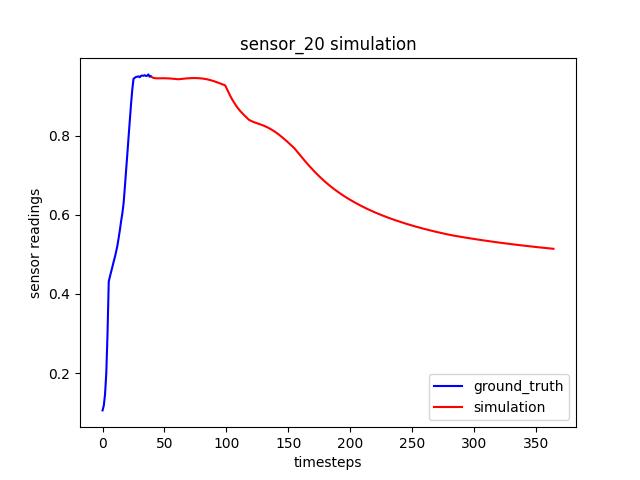 sensor_20 simulation
sensor readings
0.8
0.6
0.4
0.2
ground_truth
simulation
0 50 100 150 200 250 300 350
timesteps